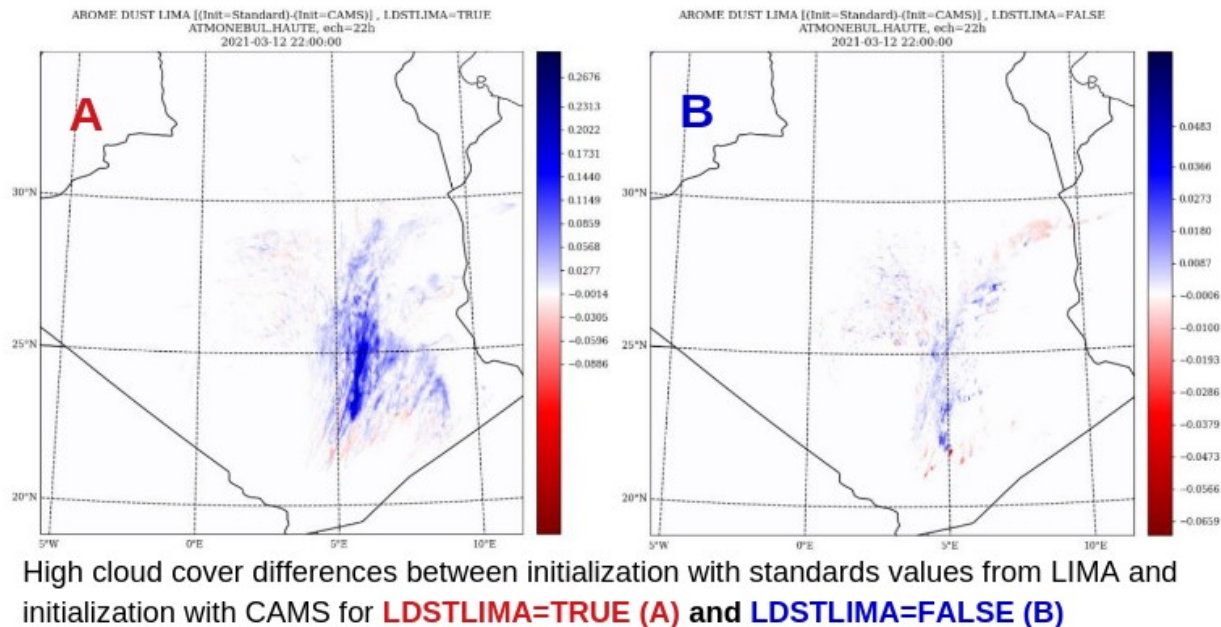 AROME DUST LIMA [(Init=Standard)-(Init=CAMS)] , LDSTLIMA=TRUE
ATMONEBUL.HAUTE, ech=22h
2021-03-12 22:00:00
A
30°N
25°N
20°N
5°W
0°E
5°E
10°E
0.2676
0.2313
0.2022
0.1731
0.1440
0.1149
0.0859
0.0568
0.0277
−0.0014
−0.0305
−0.0596
−0.0886
AROME DUST LIMA [(Init=Standard)-(Init=CAMS)] , LDSTLIMA=FALSE
ATMONEBUL.HAUTE, ech=22h
2021-03-12 22:00:00
B
30°N
25°N
20°N
5°W
0°E
5°E
10°E
0.0483
0.0366
0.0273
0.0180
0.0087
−0.0006
−0.0100
−0.0193
−0.0286
−0.0379
−0.0473
−0.0566
−0.0659
High cloud cover differences between initialization with standards values from LIMA and
initialization with CAMS for LDSTLIMA=TRUE (A) and LDSTLIMA=FALSE (B)